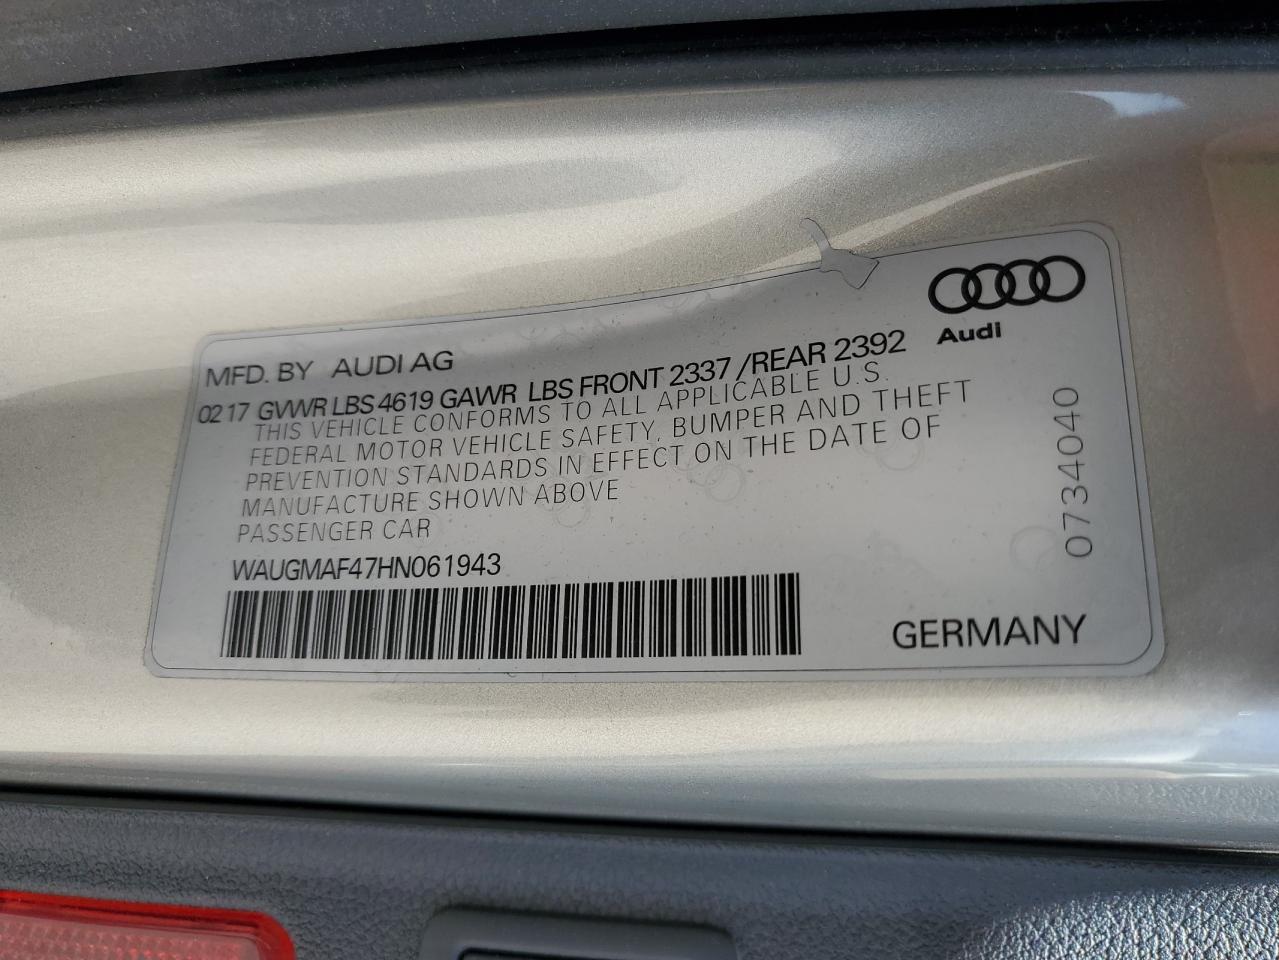 Audi
MFD. BY AUDI AG
02 17 GVWR LBS 4619 GAWR LBS FRONT 2337 /REAR 2392
THIS VEHICLE CONFORMS TO ALL APPLICABLE U.S.
FEDERAL MOTOR VEHICLE SAFETY, BUMPER AND THEFT
PREVENTION STANDARDS IN EFFECT ON THE DATE OF
MANUFACTURE SHOWN ABOVE
PASSENGER CAR
WAUGMAF47HN061943
0734040
GERMANY